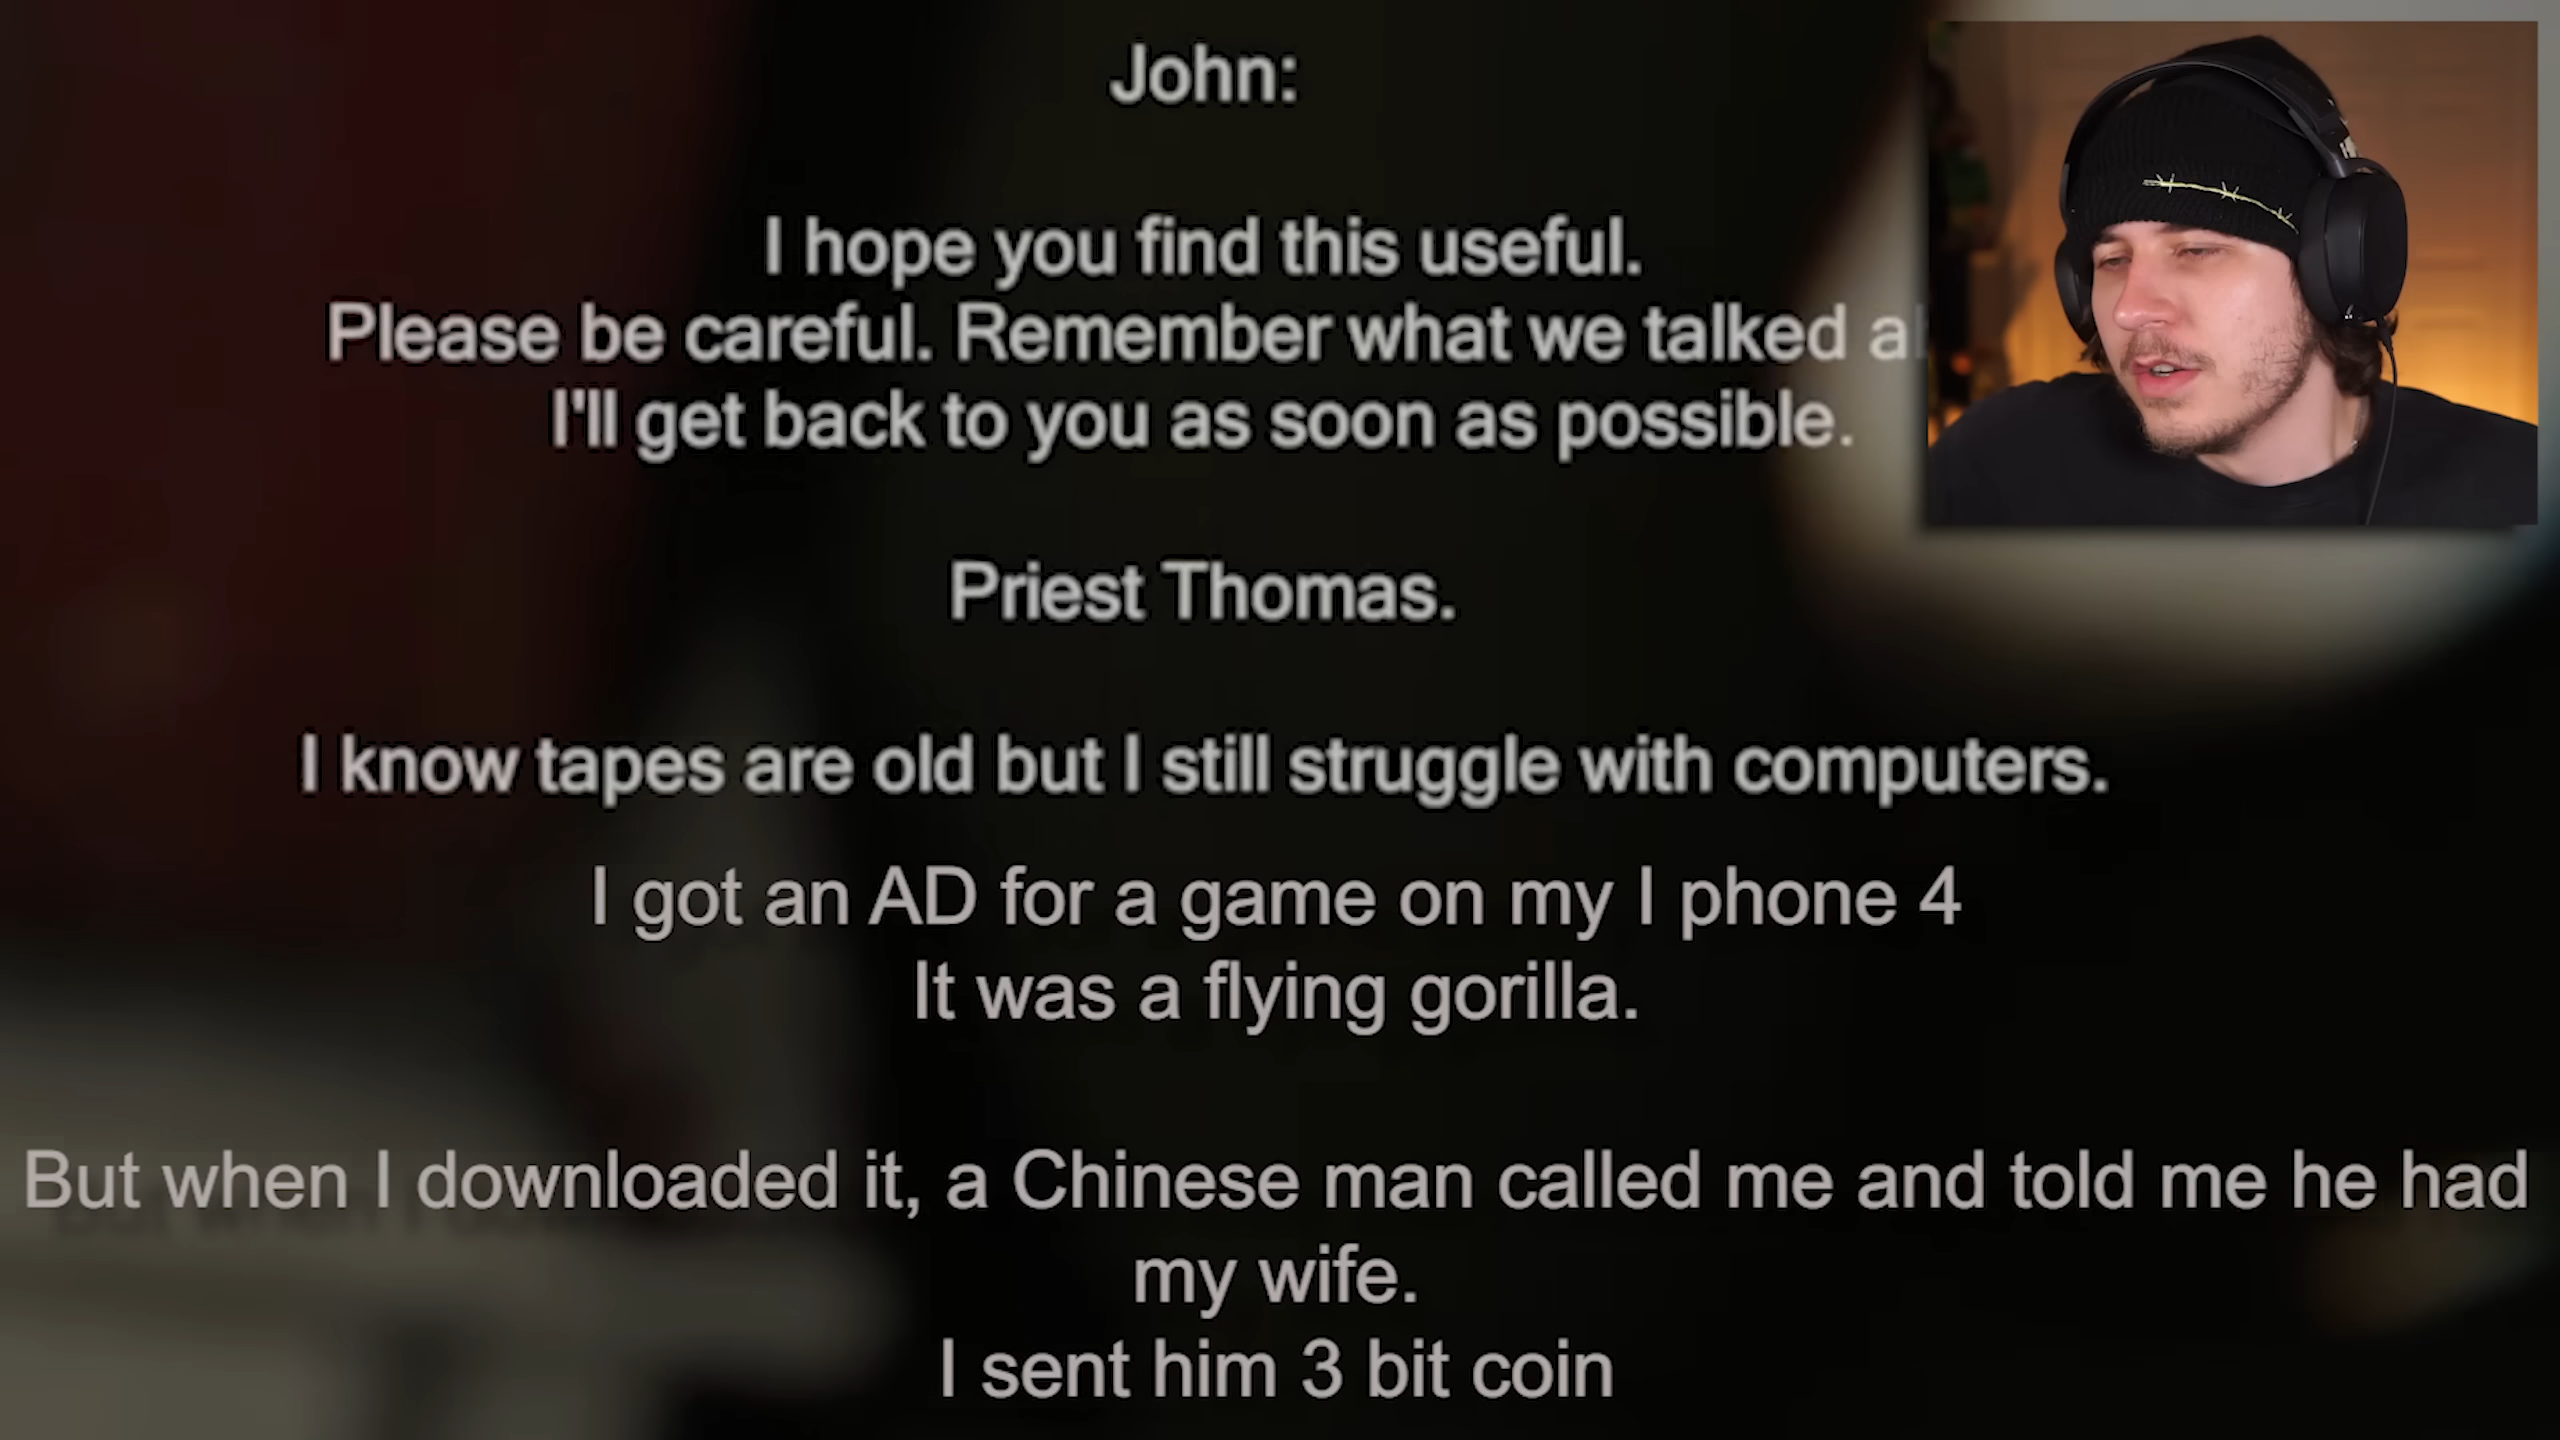 John:
I hope you find this useful.
Please be careful. Remember what we talked
I'll get back to you as soon as possible.
Priest Thomas.
I know tapes are old but I still struggle with computers.
I got an AD for a game on my I phone 4
It was a flying gorilla.
But when I downloaded it, a Chinese man called me and told me he had
my wife.
I sent him 3 bit coin